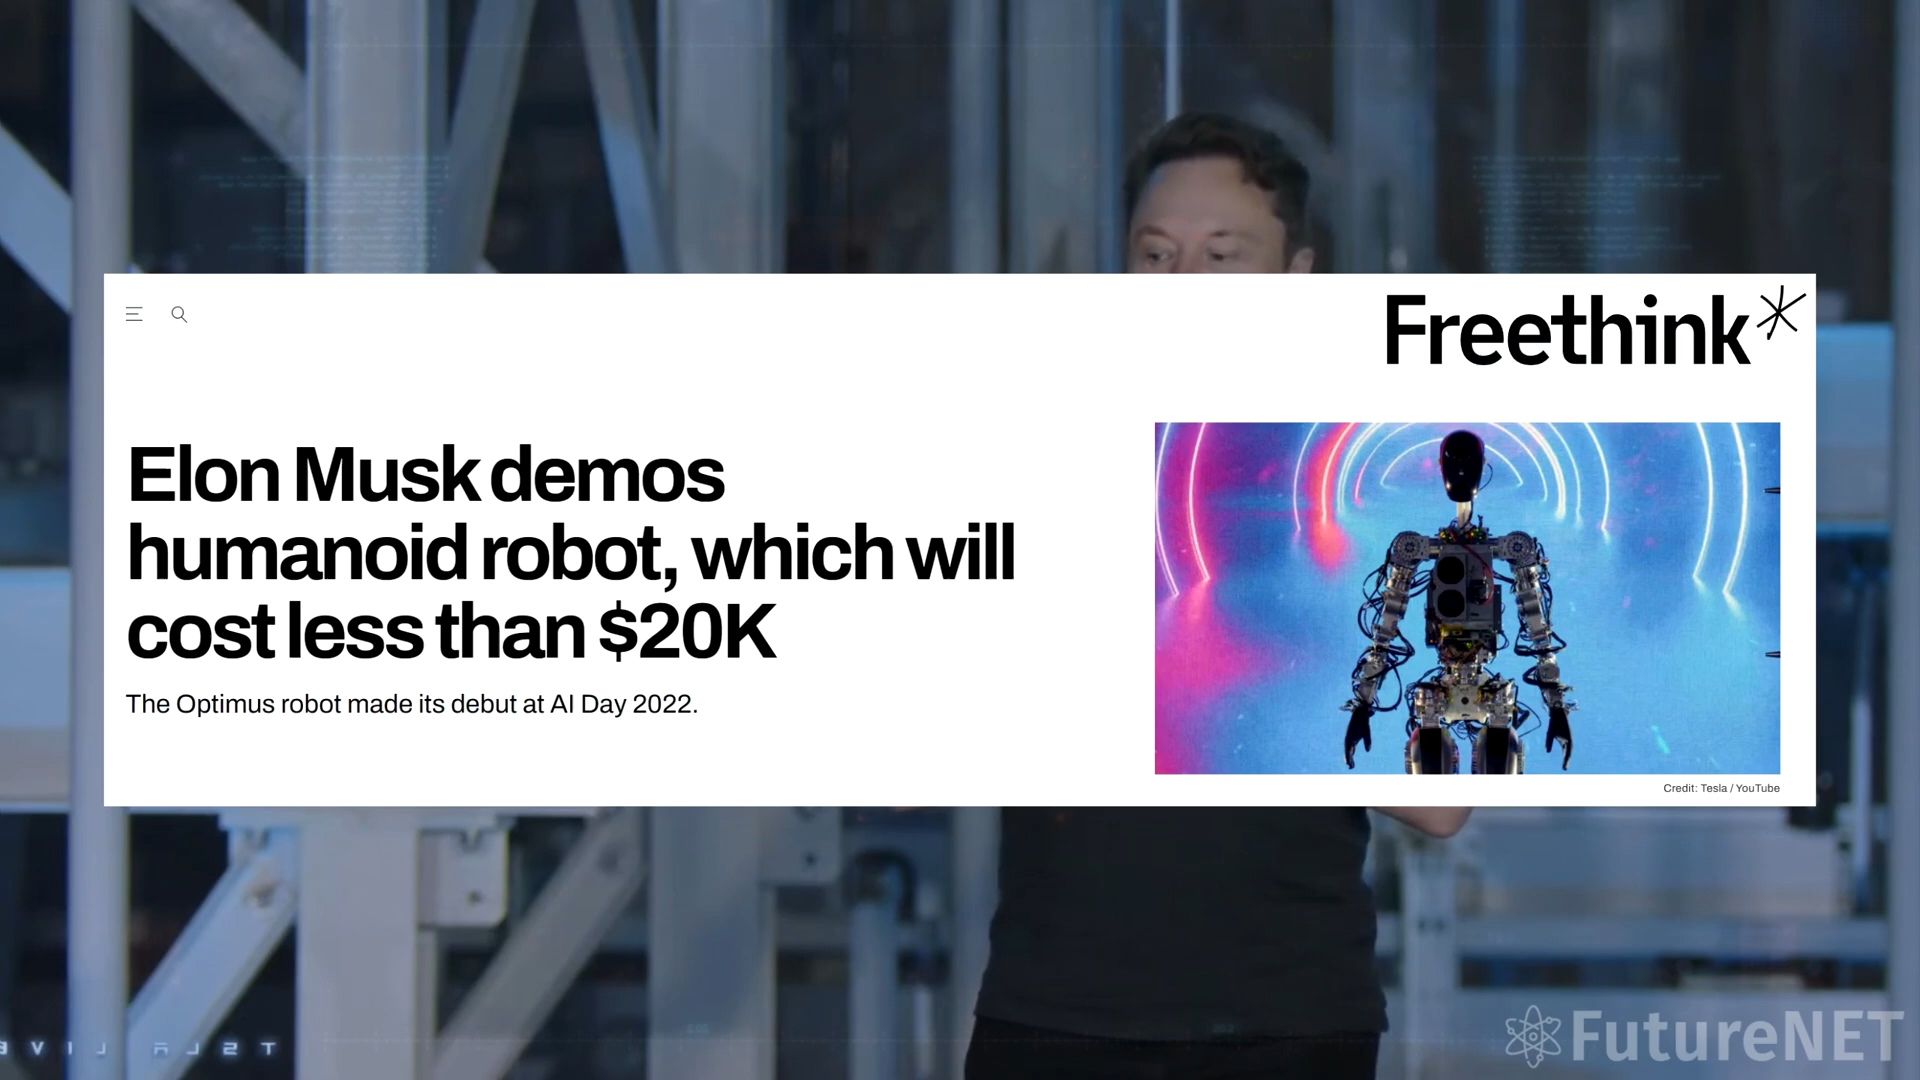 Freethink*
Elon Musk demos
humanoid robot, which will
cost less than $20K
The Optimus robot made its debut at AI Day 2022.
Credit: Tesla / YouTube
FutureNET